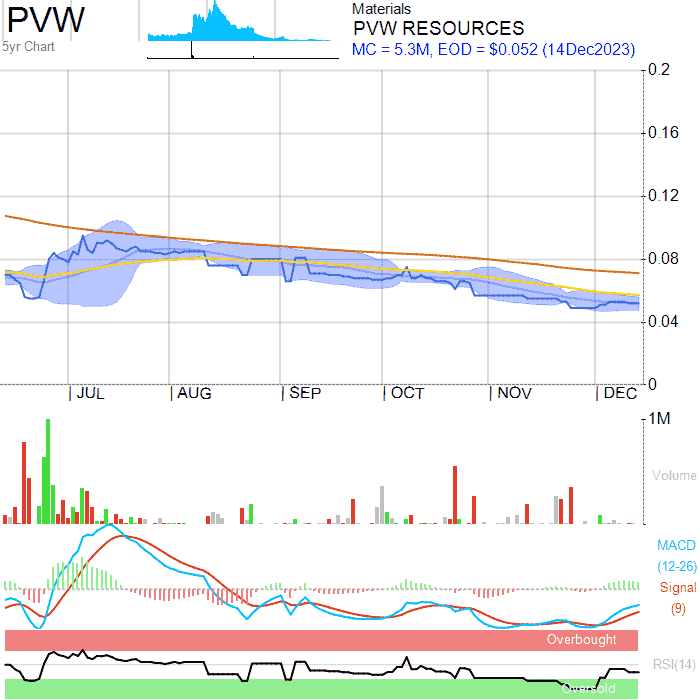 PVW
5yr Chart
Materials
PVW RESOURCES
MC = 5.3M, EOD = $0.052 (14Dec2023)
0.2
0.16
0.12
0.08
0.04
0
JUL
AUG
SEP
OCT
NOV
DEC
1M
Volume
MACD
(12-26)
Signal
(9)
Overbought
RSI(14)
Oversold